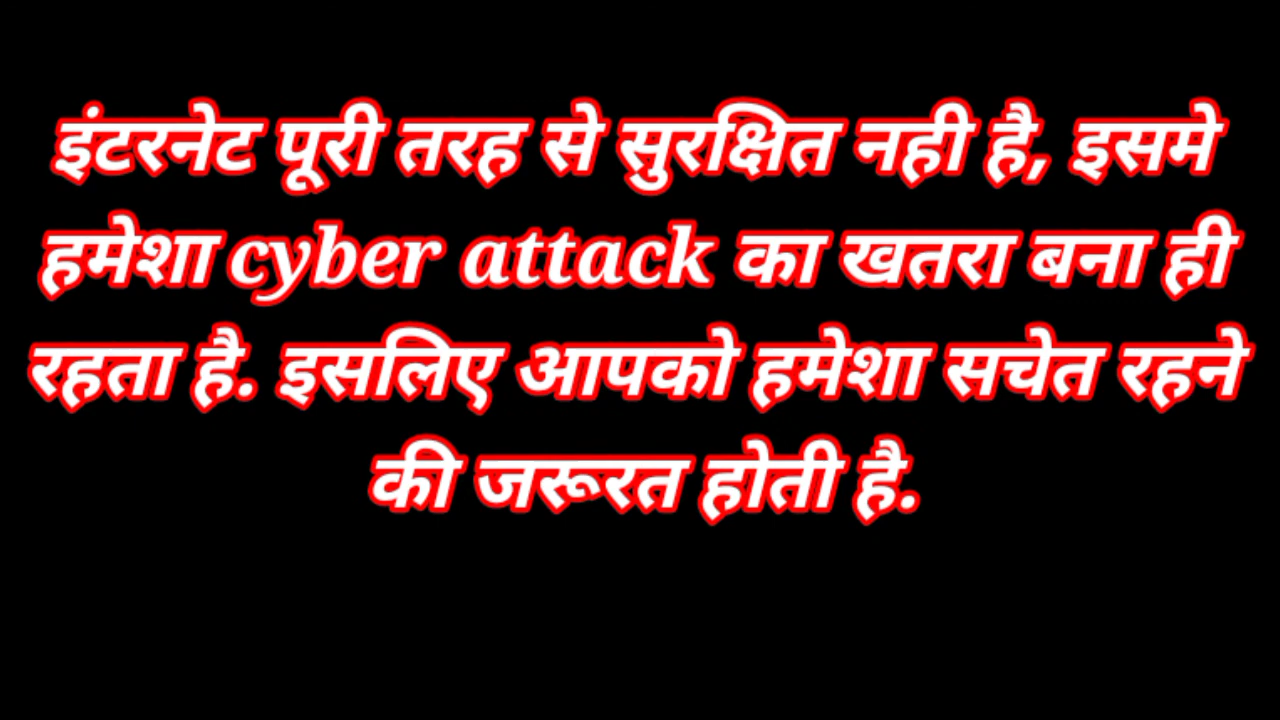 इंटरनेट पूरी तरह से सुरक्षित नही है, इसमे
हमेशा cyber attack का खतरा बना ही
रहता है. इसलिए आपको हमेशा सचेत रहने
की जरूरत होती है.